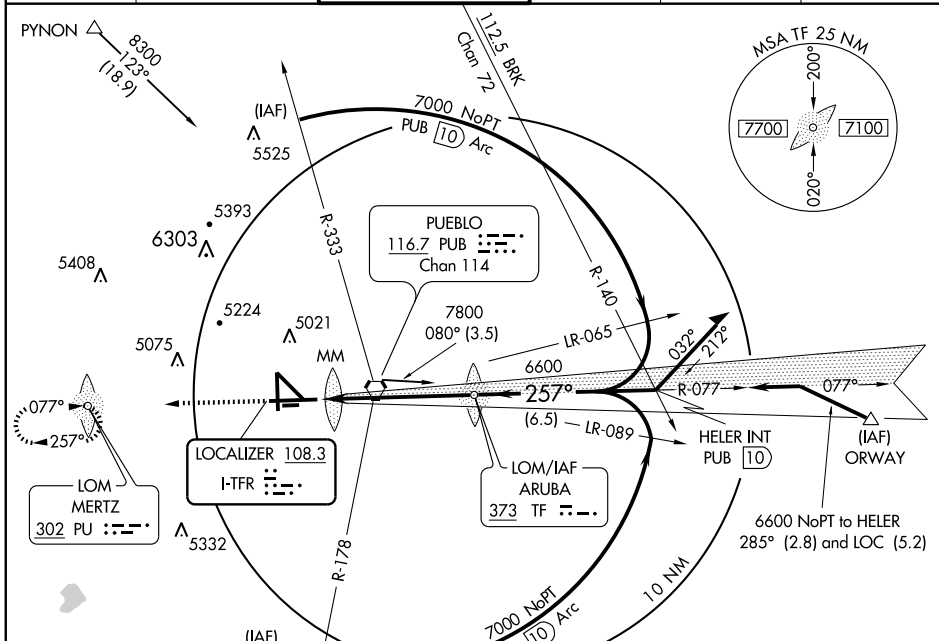 PYNON
8300
123°
(18.9)
112.5 BRK
Chan 72
MSA TF 25 NM
200°
7700
7100
020°
(IAF)
7000 NoPT
PUB 10 Arc
5525
5393
6303
R-333
PUEBLO
116.7 PUB
Chan 114
5408
R-140
5224
5021
7800
080° (3.5)
LR-065
032°
212°
5075
MM
6600
257°
R-077
077°
(6.5)
LR-089
077°
257°
HELER INT
PUB 10
(IAF)
ORWAY
LOCALIZER 108.3
I-TFR
LOM/IAF
ARUBA
373 TF
LOM
MERTZ
302 PU
6600 NoPT to HELER
285° (2.8) and LOC (5.2)
5332
R-178
10 NM
7000 NoPT
10 Arc
(IAF)